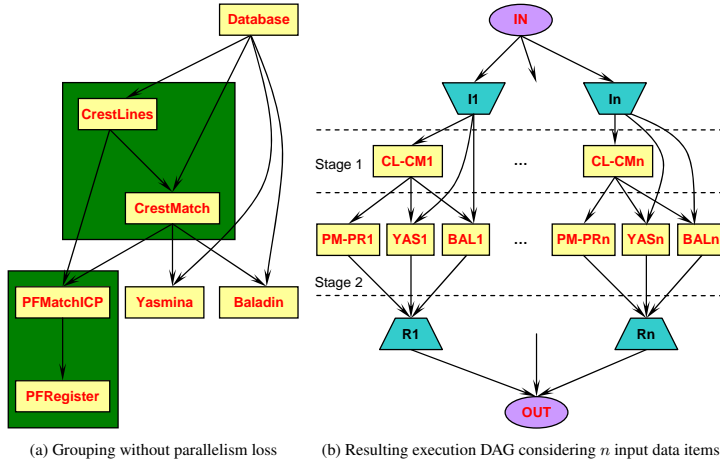 Database
CrestLines
CrestMatch
PFMatchICP
Yasmina
Baladin
PFRegister
(a) Grouping without parallelism loss
IN
I1
In
Stage 1
CL-CM1
...
CL-CMn
PM-PR1
YAS1
BAL1
...
PM-PRn
YASn
BALn
Stage 2
R1
Rn
OUT
(b) Resulting execution DAG considering n input data items